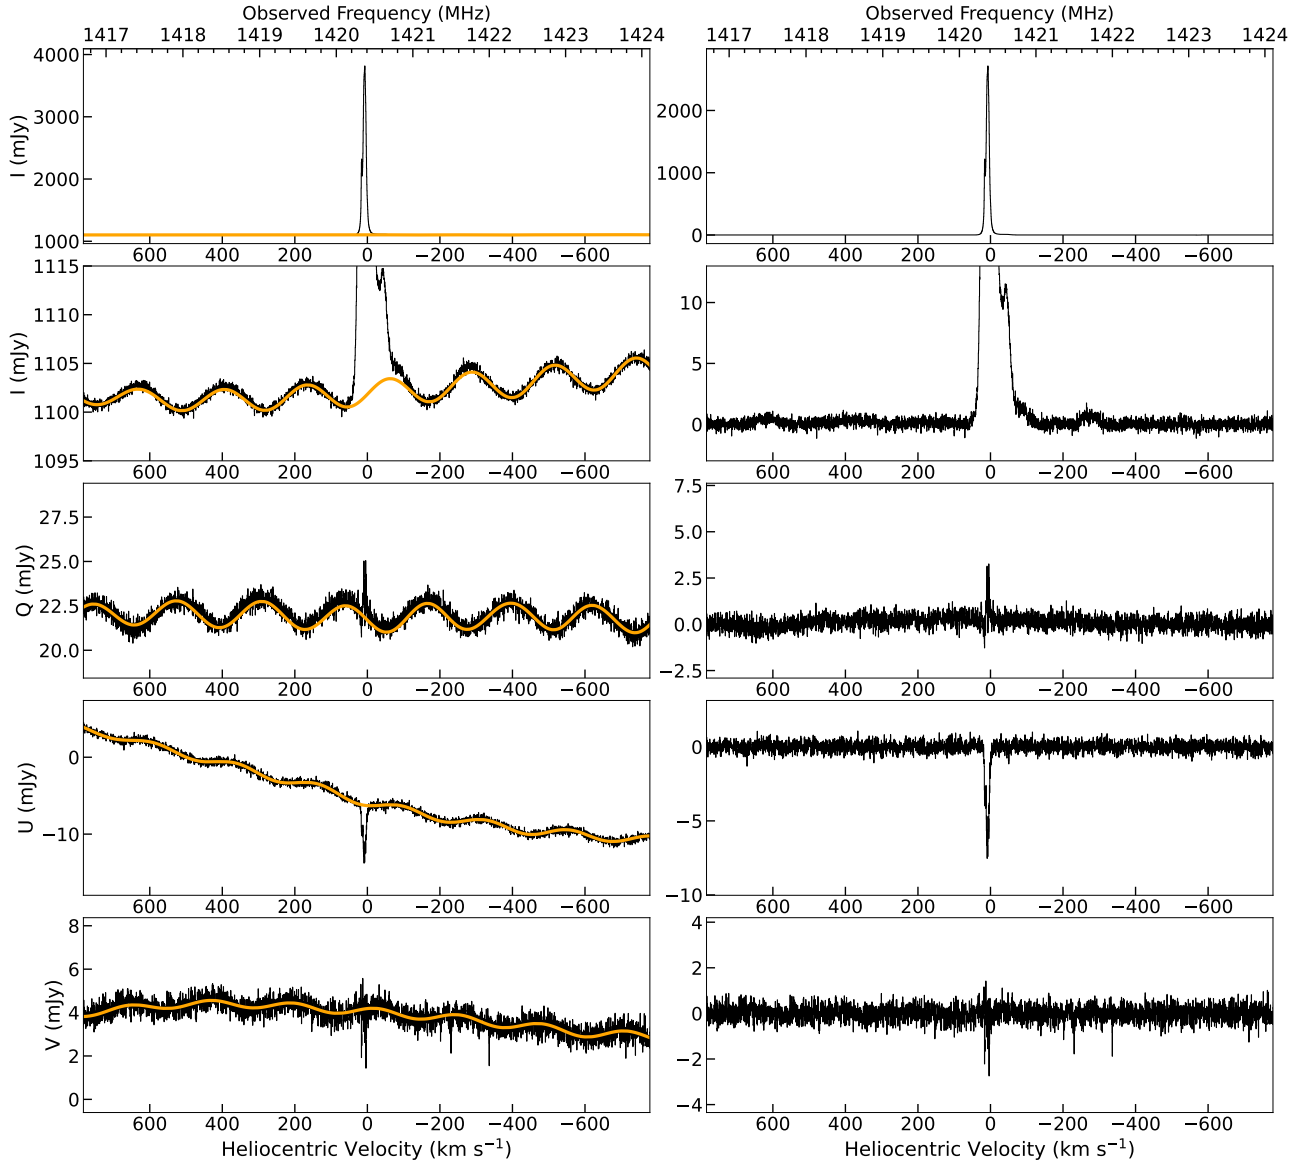 Observed Frequency (MHz) Observed Frequency (MHz)
1417 1418 1419 1420 1421 1422 1423 1424 1417 1418 1419 1420 1421 1422 1423 1424
4000
3000
2000
1000
I (mJy)
600 400 200 0 −200 −400 −600
2000
1000
0
600 400 200 0 −200 −400 −600
1115
1110
1105
1100
1095
I (mJy)
600 400 200 0 −200 −400 −600
10
5
0
600 400 200 0 −200 −400 −600
27.5
25.0
22.5
20.0
Q (mJy)
600 400 200 0 −200 −400 −600
7.5
5.0
2.5
0.0
−2.5
600 400 200 0 −200 −400 −600
0
−10
U (mJy)
600 400 200 0 −200 −400 −600
0
−5
−10
600 400 200 0 −200 −400 −600
8
6
4
2
0
V (mJy)
600 400 200 0 −200 −400 −600
Heliocentric Velocity (km s⁻¹)
4
2
0
−2
−4
600 400 200 0 −200 −400 −600
Heliocentric Velocity (km s⁻¹)